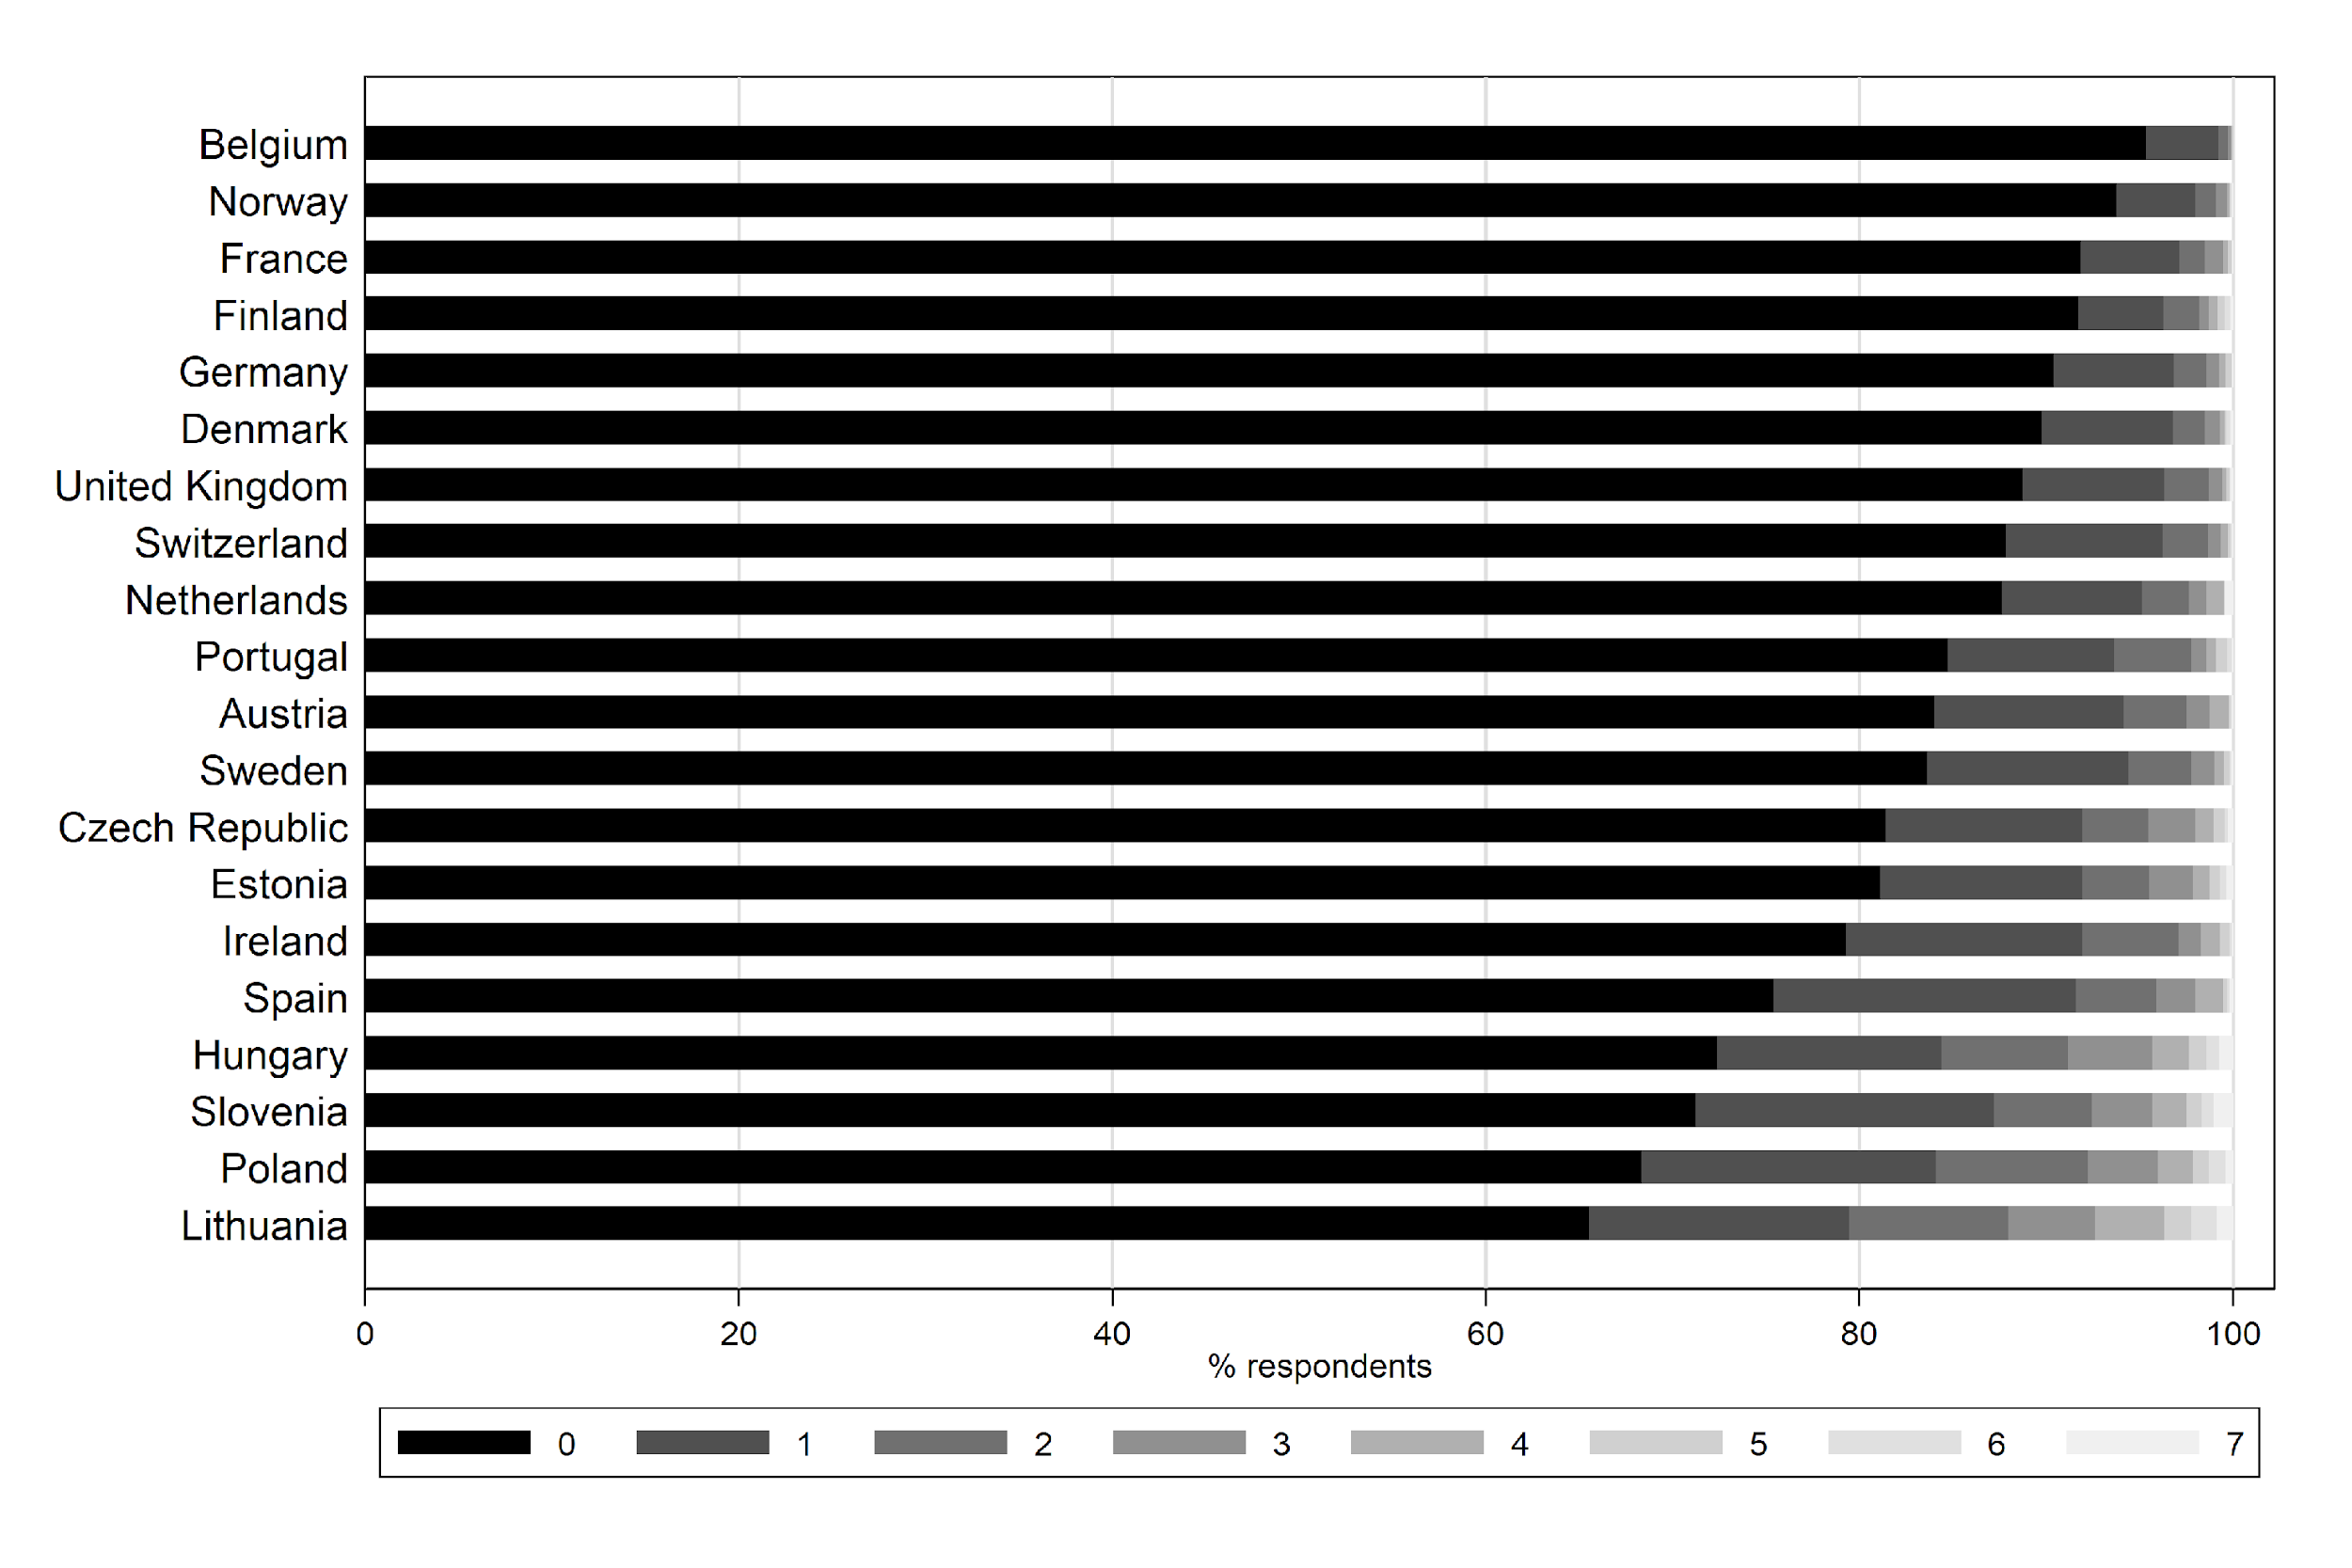 Belgium
Norway
France
Finland
Germany
Denmark
United Kingdom
Switzerland
Netherlands
Portugal
Austria
Sweden
Czech Republic
Estonia
Ireland
Spain
Hungary
Slovenia
Poland
Lithuania
0 20 40 60 80 100
% respondents
0 1 2 3 4 5 6 7